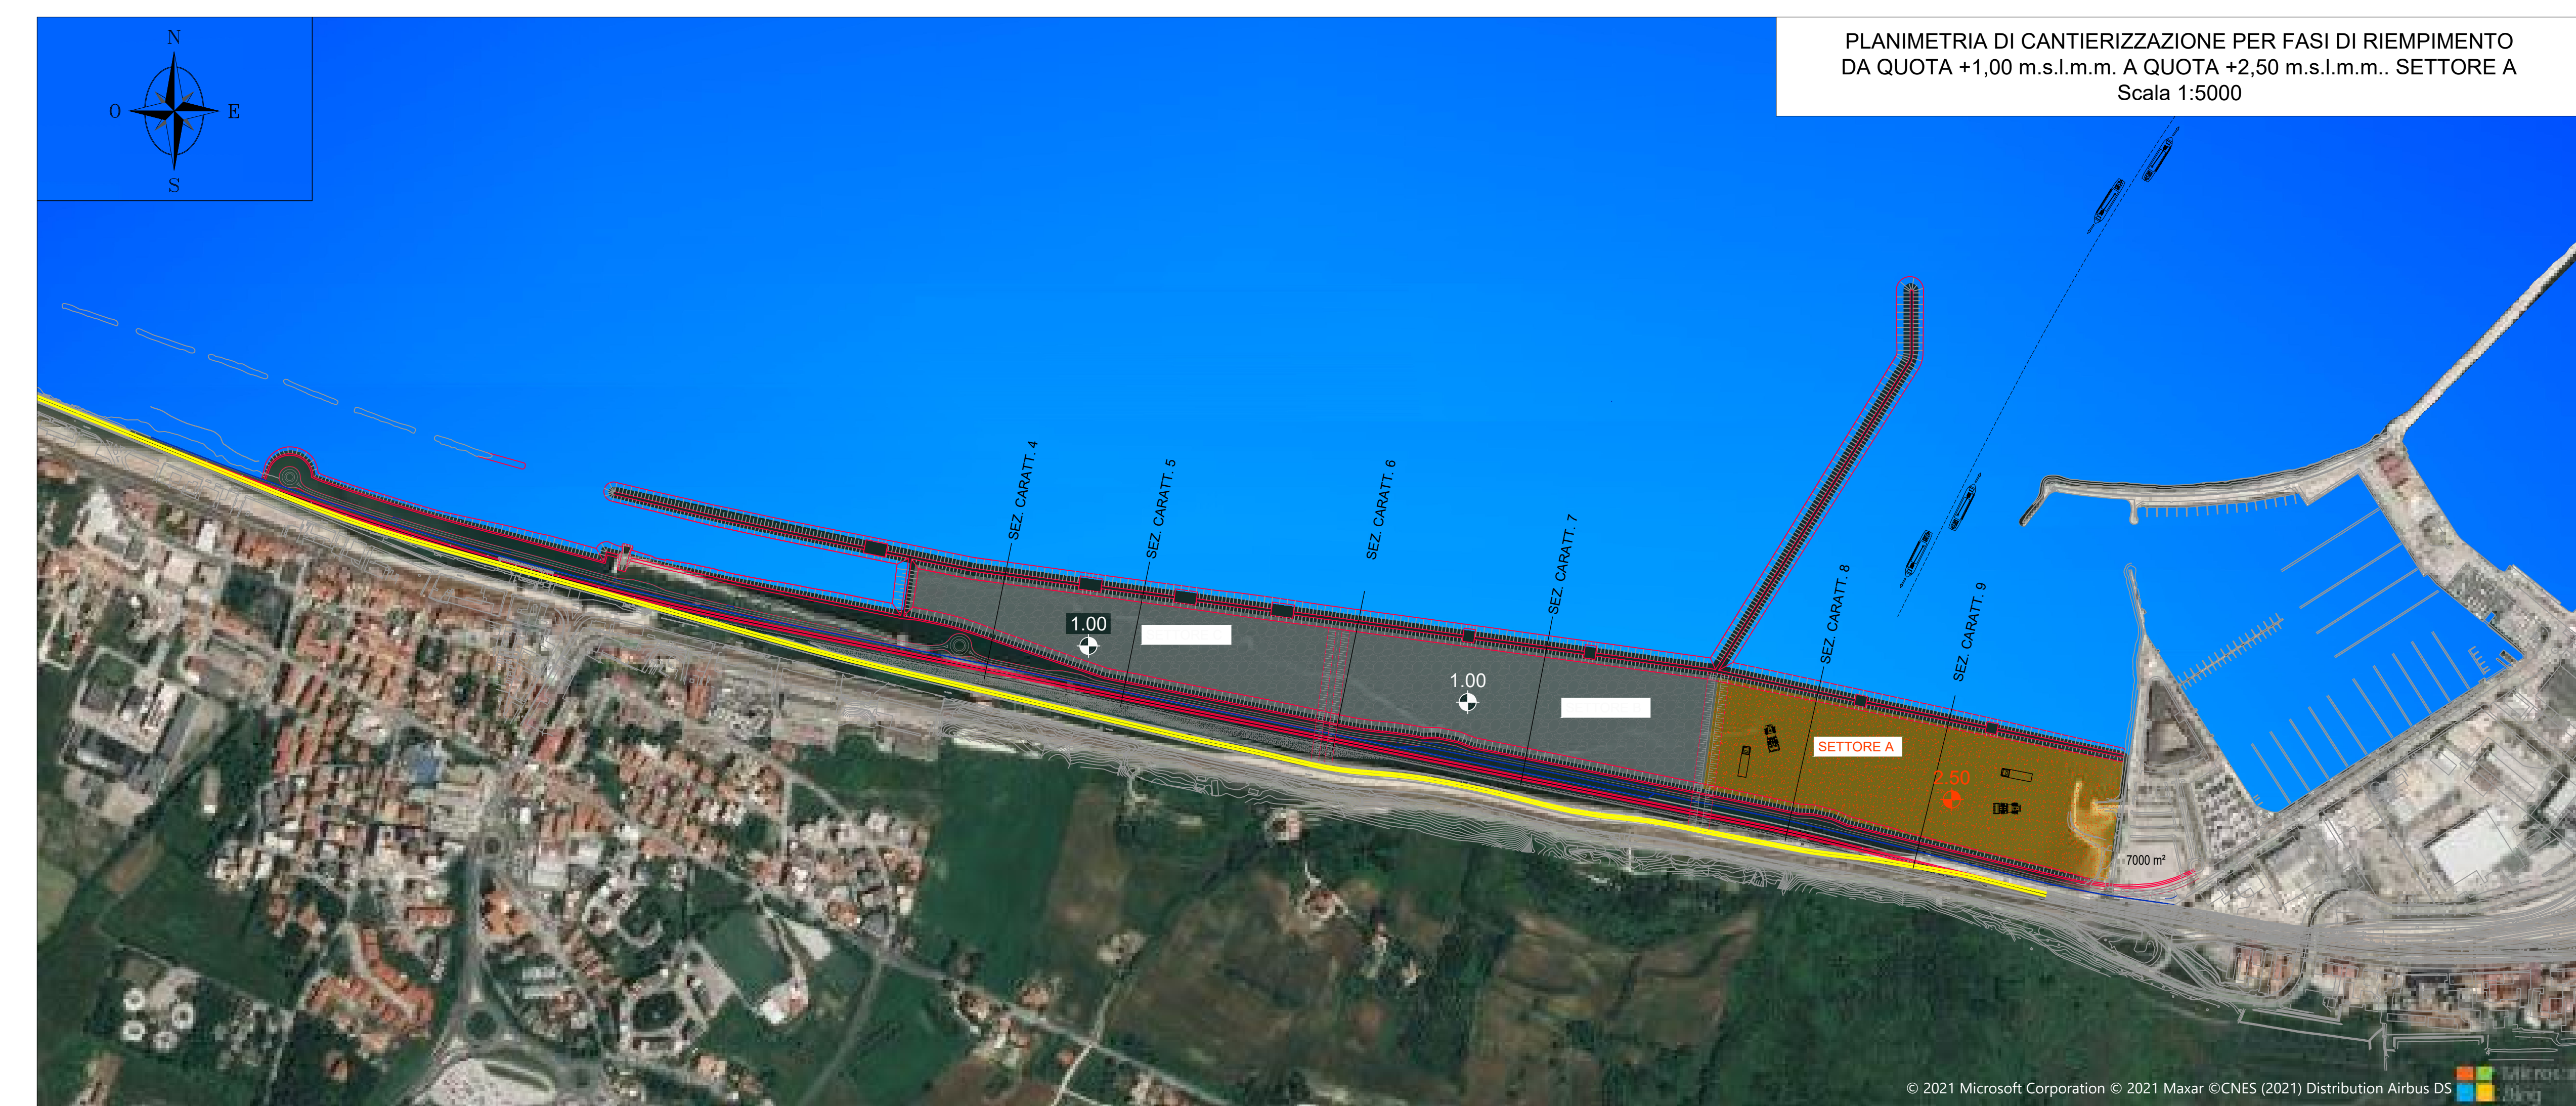 PLANIMETRIA DI CANTIERIZZAZIONE PER FASI DI RIEMPIMENTO
DA QUOTA +1,00 m.s.l.m.m. A QUOTA +2,50 m.s.l.m.m.. SETTORE A
Scala 1:5000
N
O
E
S
SEZ. CARATT. 4
SEZ. CARATT. 5
SEZ. CARATT. 6
SEZ. CARATT. 7
SEZ. CARATT. 8
SEZ. CARATT. 9
1.00
1.00
SETTORE A
2.50
7000 m²
© 2021 Microsoft Corporation © 2021 Maxar ©CNES (2021) Distribution Airbus DS